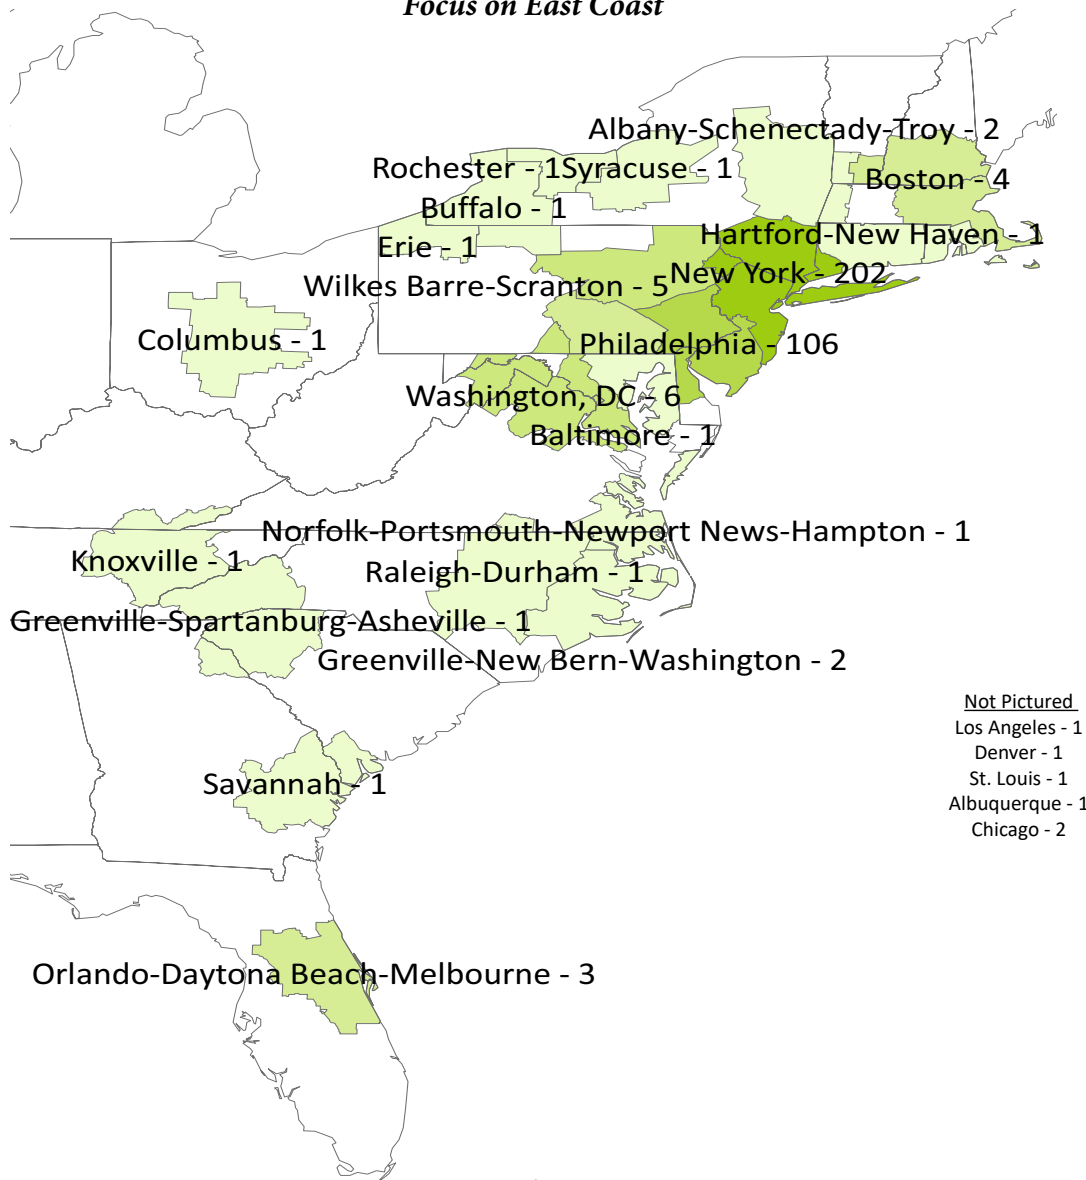 Focus on East Coast
Albany-Schenectady-Troy - 2
Rochester - 1
Syracuse - 1
Boston - 4
Buffalo - 1
Hartford-New Haven - 1
Erie - 1
New York - 202
Wilkes Barre-Scranton - 5
Columbus - 1
Philadelphia - 106
Washington, DC - 6
Baltimore - 1
Norfolk-Portsmouth-Newport News-Hampton - 1
Knoxville - 1
Raleigh-Durham - 1
Greenville-Spartanburg-Asheville - 1
Greenville-New Bern-Washington - 2
Not Pictured
Los Angeles - 1
Denver - 1
St. Louis - 1
Albuquerque - 1
Chicago - 2
Savannah - 1
Orlando-Daytona Beach-Melbourne - 3